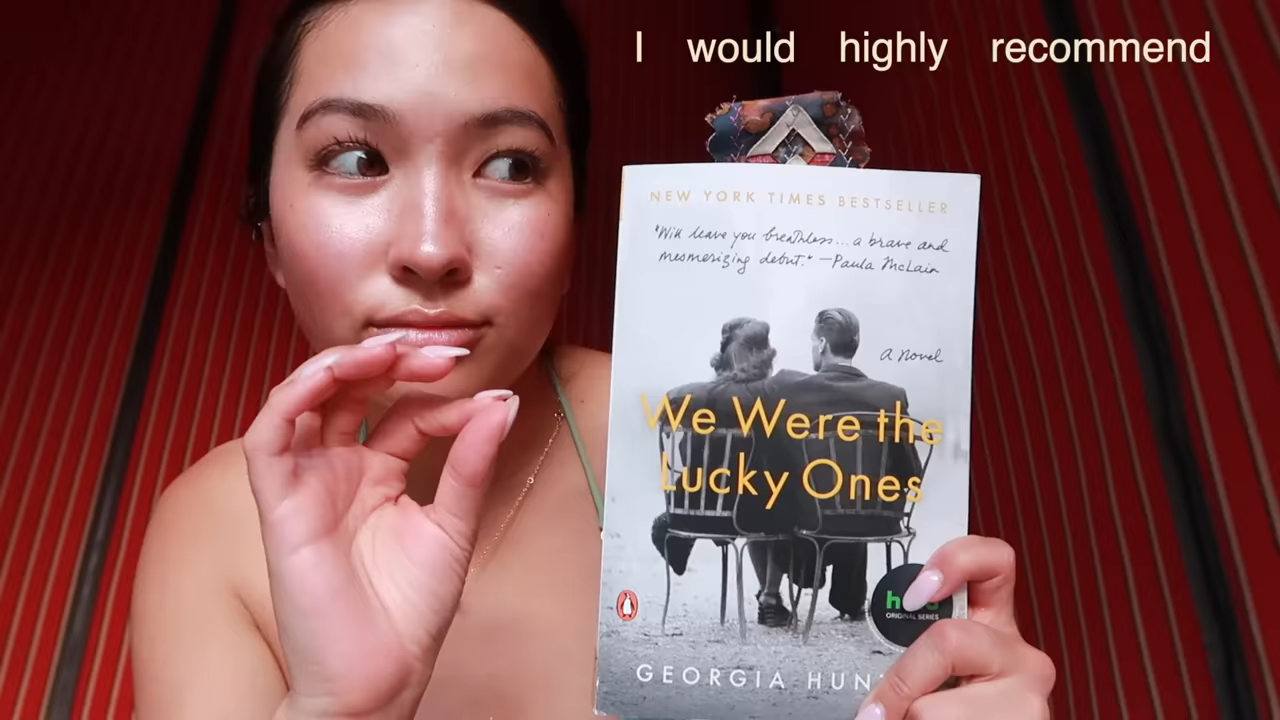 I would highly recommend
NEW YORK TIMES BESTSELLER
"Will leave you breathless... a brave and
mesmerizing debut." —Paula McLain
a novel
We Were the
Lucky Ones
ORIGINAL SERIES
GEORGIA